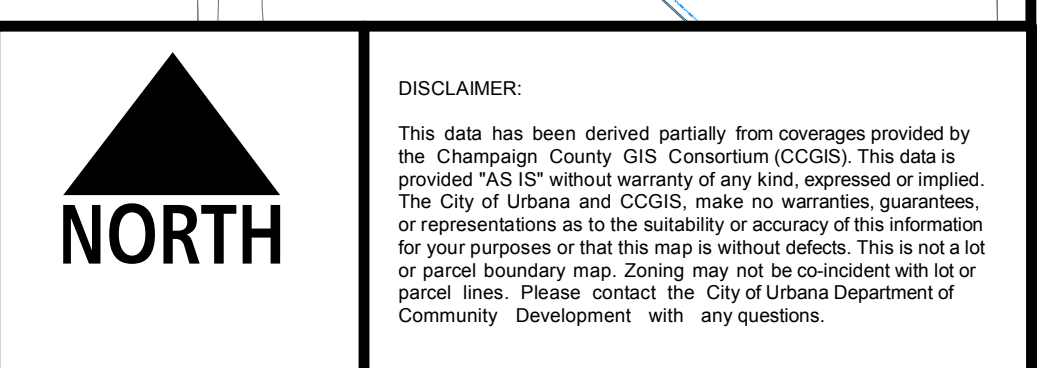 NORTH
DISCLAIMER:
This data has been derived partially from coverages provided by
the Champaign County GIS Consortium (CCGIS). This data is
provided "AS IS" without warranty of any kind, expressed or implied.
The City of Urbana and CCGIS, make no warranties, guarantees,
or representations as to the suitability or accuracy of this information
for your purposes or that this map is without defects. This is not a lot
or parcel boundary map. Zoning may not be co-incident with lot or
parcel lines. Please contact the City of Urbana Department of
Community Development with any questions.